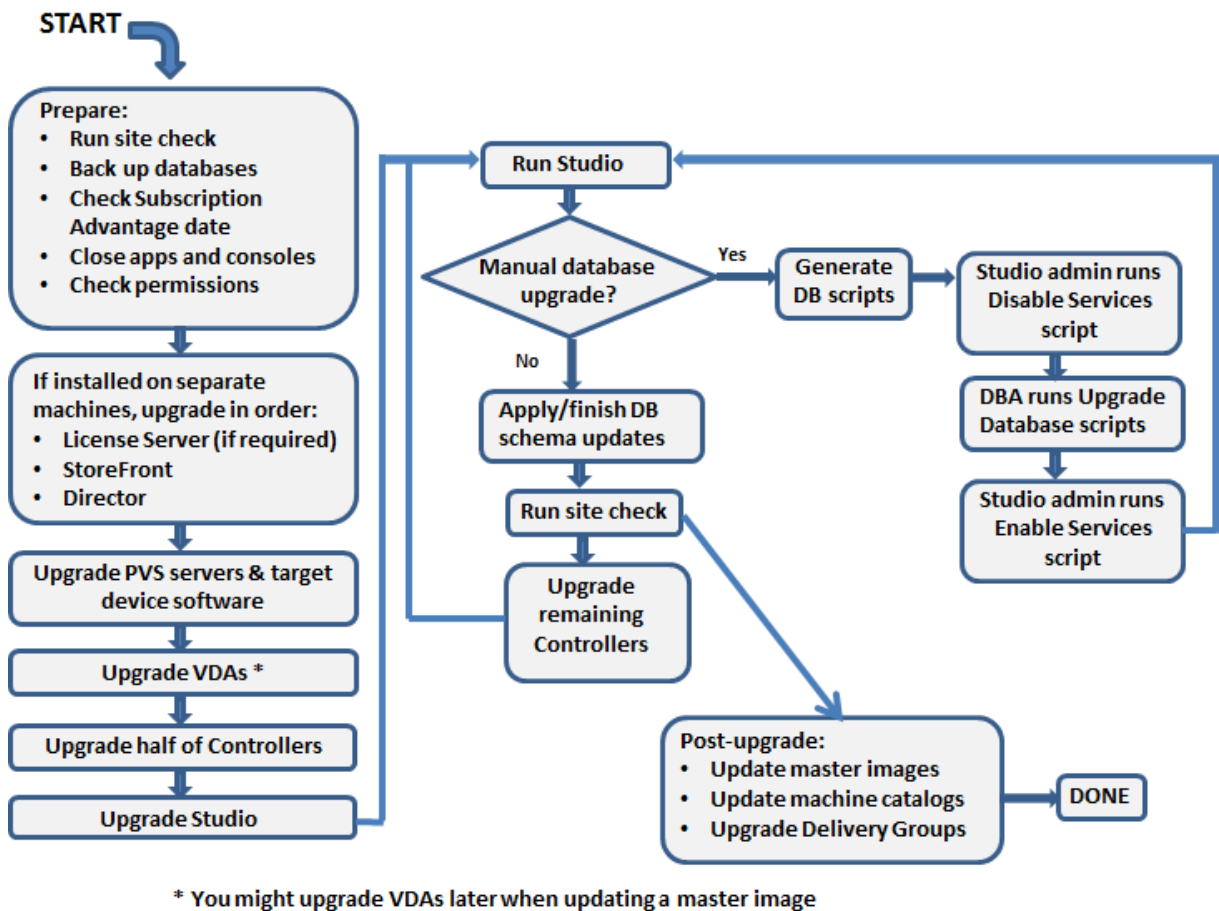 START
Prepare:
• Run site check
• Back up databases
• Check Subscription
Advantage date
• Close apps and consoles
• Check permissions
If installed on separate
machines, upgrade in order:
• License Server (if required)
• StoreFront
• Director
Upgrade PVS servers & target
device software
Upgrade VDAs *
Upgrade half of Controllers
Upgrade Studio
Run Studio
Manual database
upgrade?
Yes
Generate
DB scripts
Studio admin runs
Disable Services
script
DBA runs Upgrade
Database scripts
Studio admin runs
Enable Services
script
No
Apply/finish DB
schema updates
Run site check
Upgrade
remaining
Controllers
Post-upgrade:
• Update master images
• Update machine catalogs
• Upgrade Delivery Groups
DONE
* You might upgrade VDAs later when updating a master image